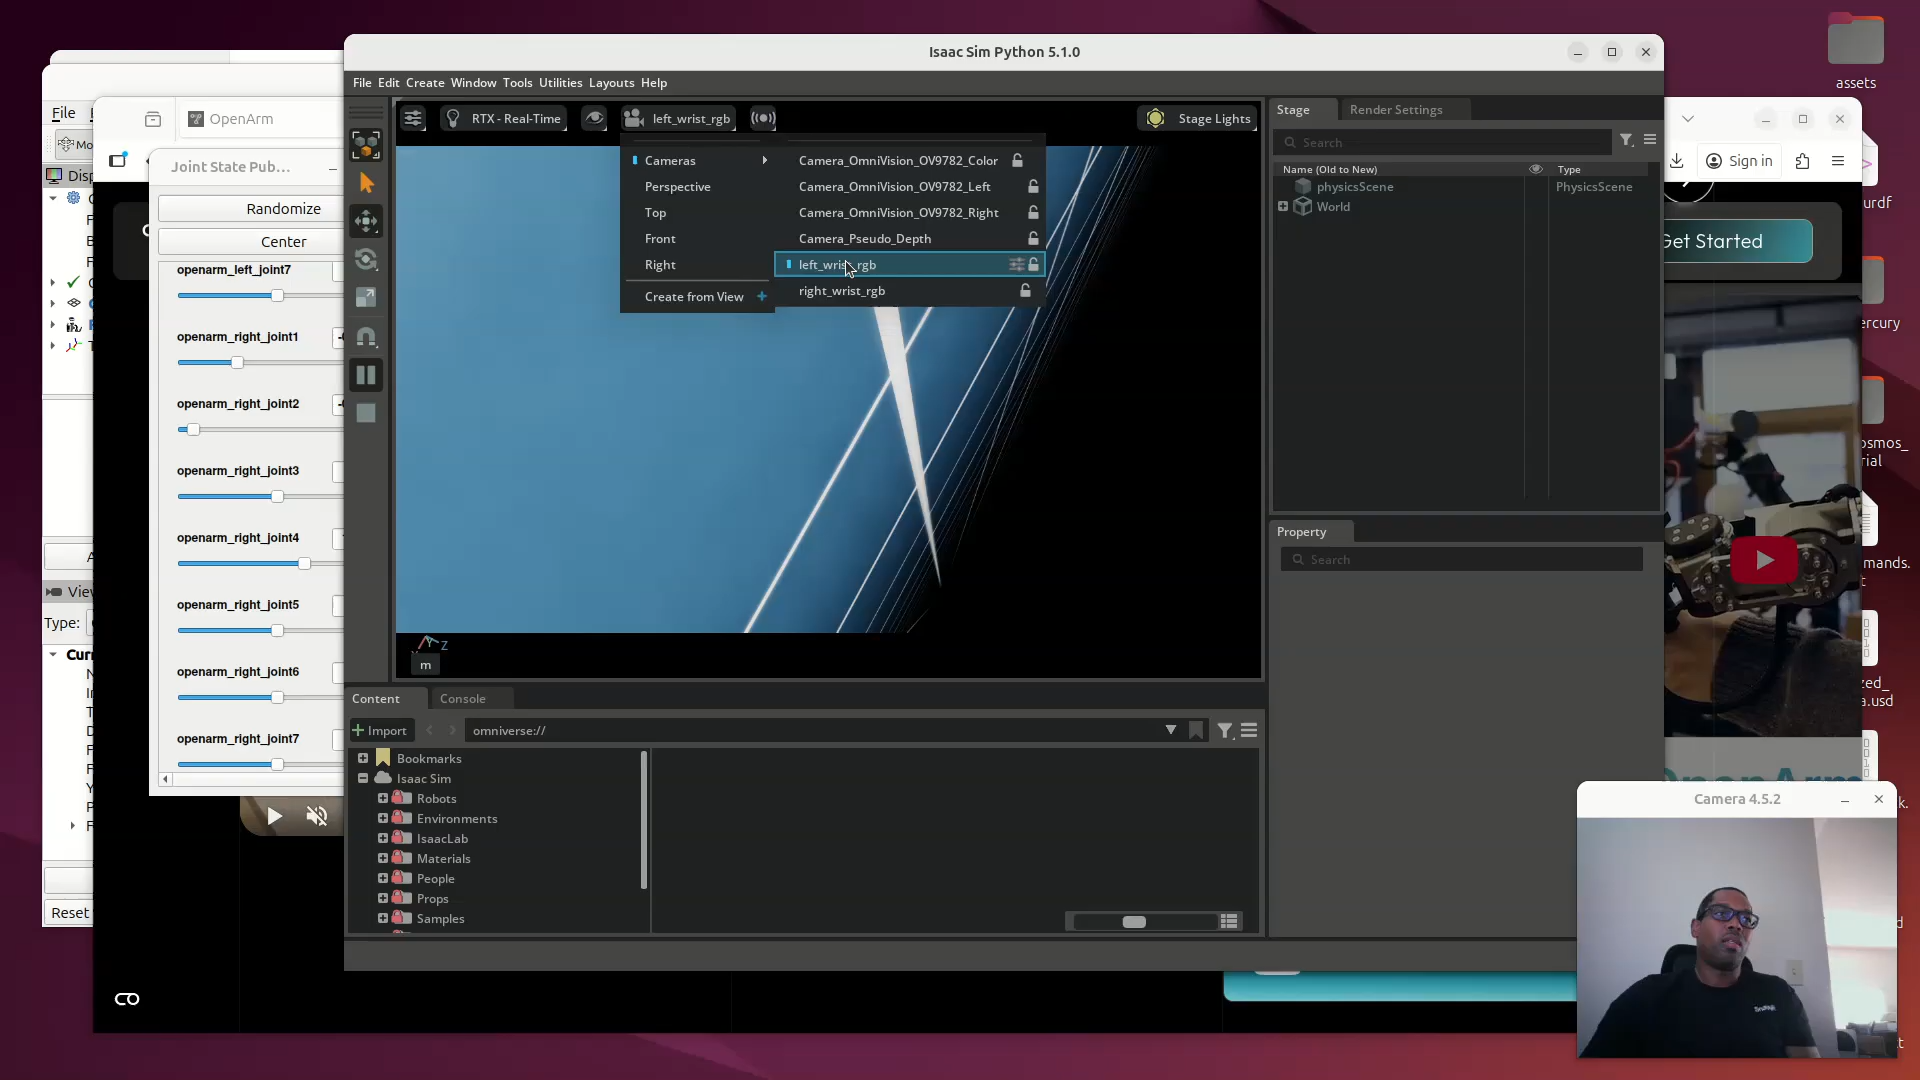 Isaac Sim Python 5.1.0
File Edit Create Window Tools Utilities Layouts Help
RTX - Real-Time
left_wrist_rgb
Stage Lights
Cameras
Perspective
Top
Front
Right
Create from View
Camera_OmniVision_OV9782_Color
Camera_OmniVision_OV9782_Left
Camera_OmniVision_OV9782_Right
Camera_Pseudo_Depth
left_wrist_rgb
right_wrist_rgb
m
Stage
Render Settings
Search
Name (Old to New)
Type
physicsScene
PhysicsScene
World
Property
Search
Content
Console
Import
omniverse://
Bookmarks
Isaac Sim
Robots
Environments
IsaacLab
Materials
People
Props
Samples
File
OpenArm
Joint State Pub...
Randomize
Center
openarm_left_joint7
openarm_right_joint1
openarm_right_joint2
openarm_right_joint3
openarm_right_joint4
openarm_right_joint5
openarm_right_joint6
openarm_right_joint7
Type:
Reset
Sign in
Get Started
assets
Camera 4.5.2